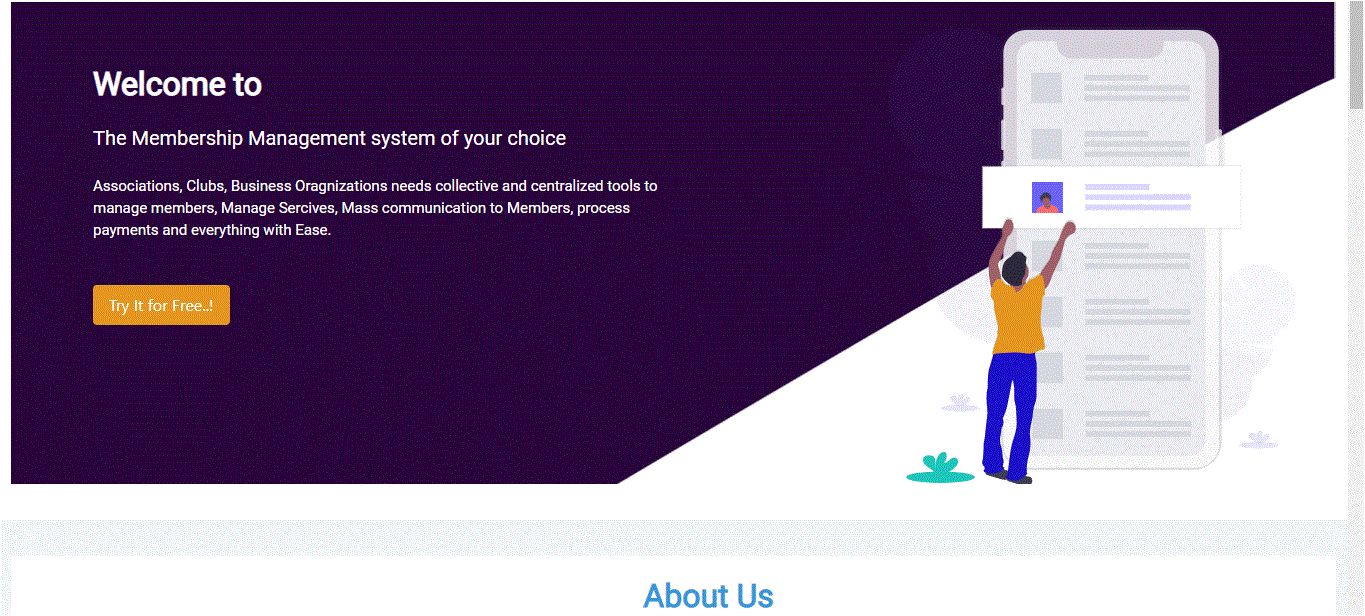 Welcome to
The Membership Management system of your choice
Associations, Clubs, Business Oragnizations needs collective and centralized tools to
manage members, Manage Sercives, Mass communication to Members, process
payments and everything with Ease.
Try It for Free..!
About Us